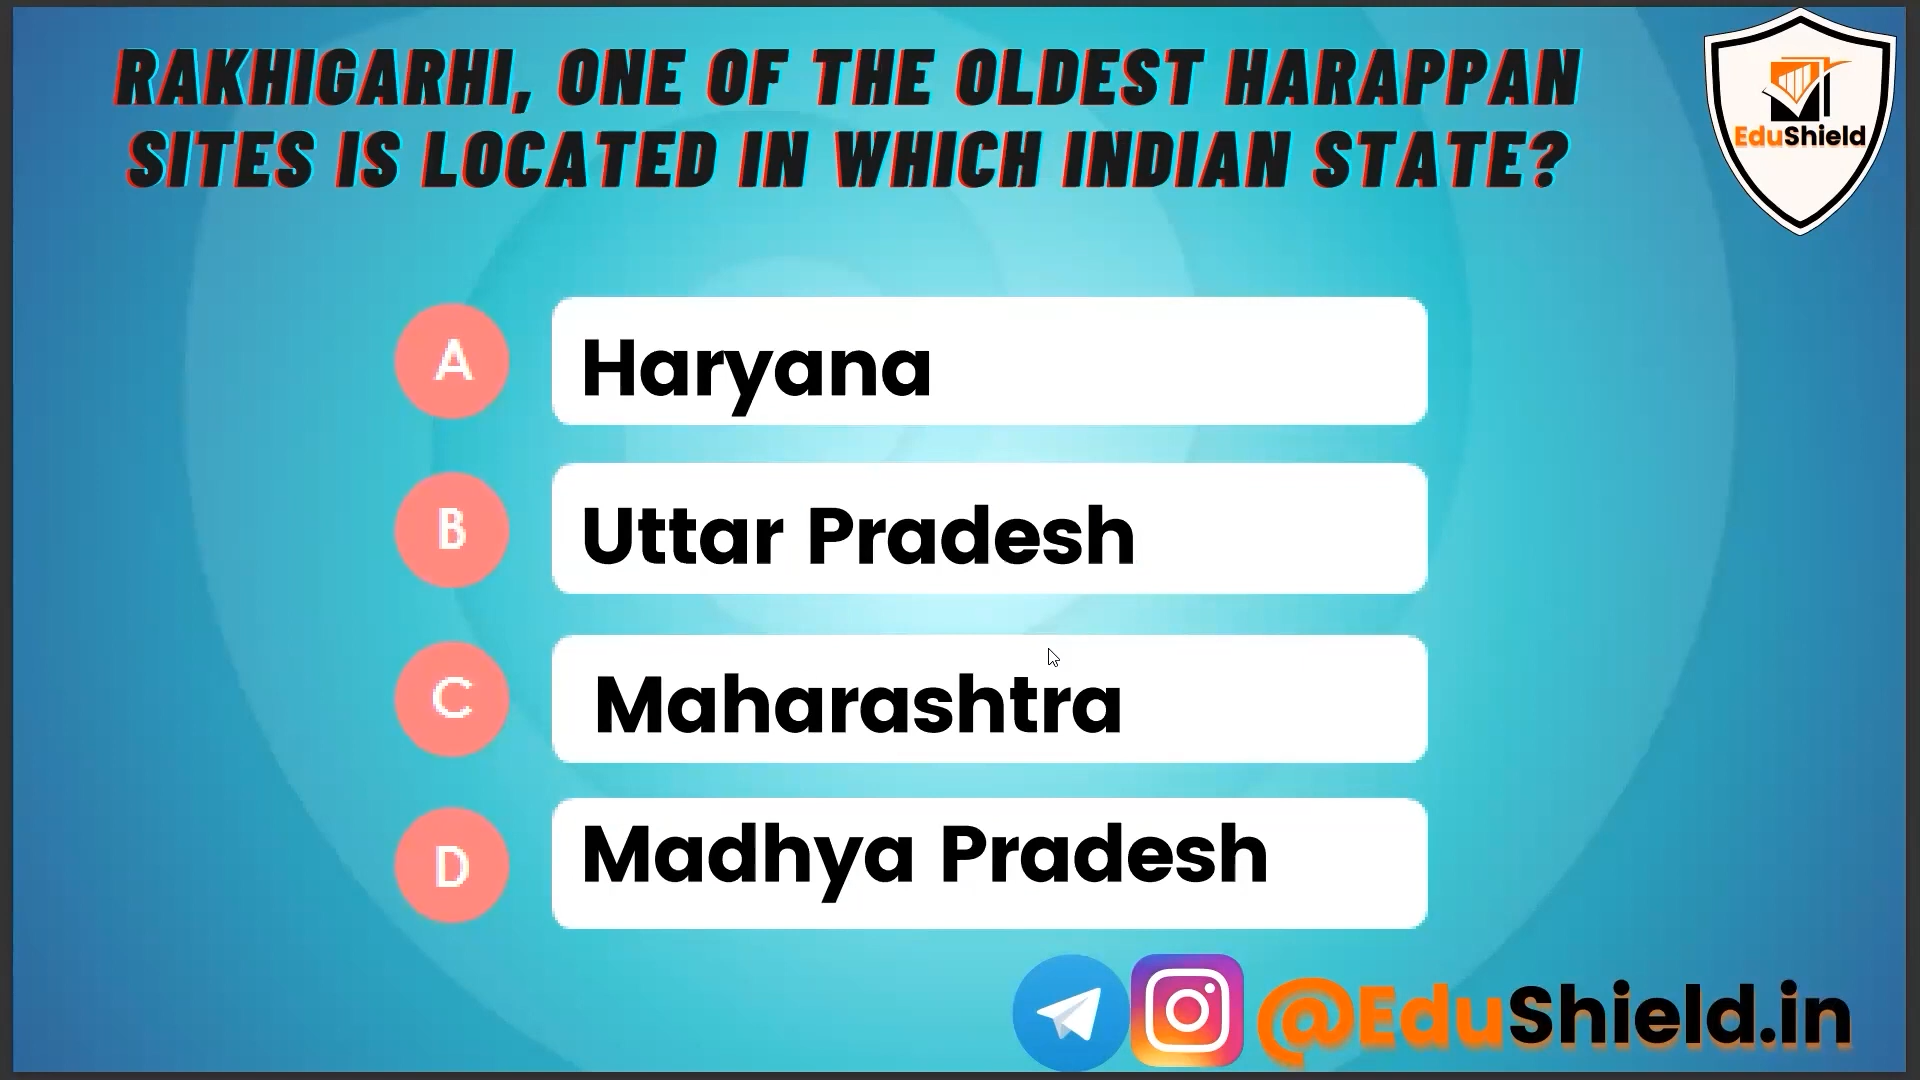 RAKHIGARHI, ONE OF THE OLDEST HARAPPAN
SITES IS LOCATED IN WHICH INDIAN STATE?
EduShield
A
Haryana
B
Uttar Pradesh
C
Maharashtra
D
Madhya Pradesh
@EduShield.in